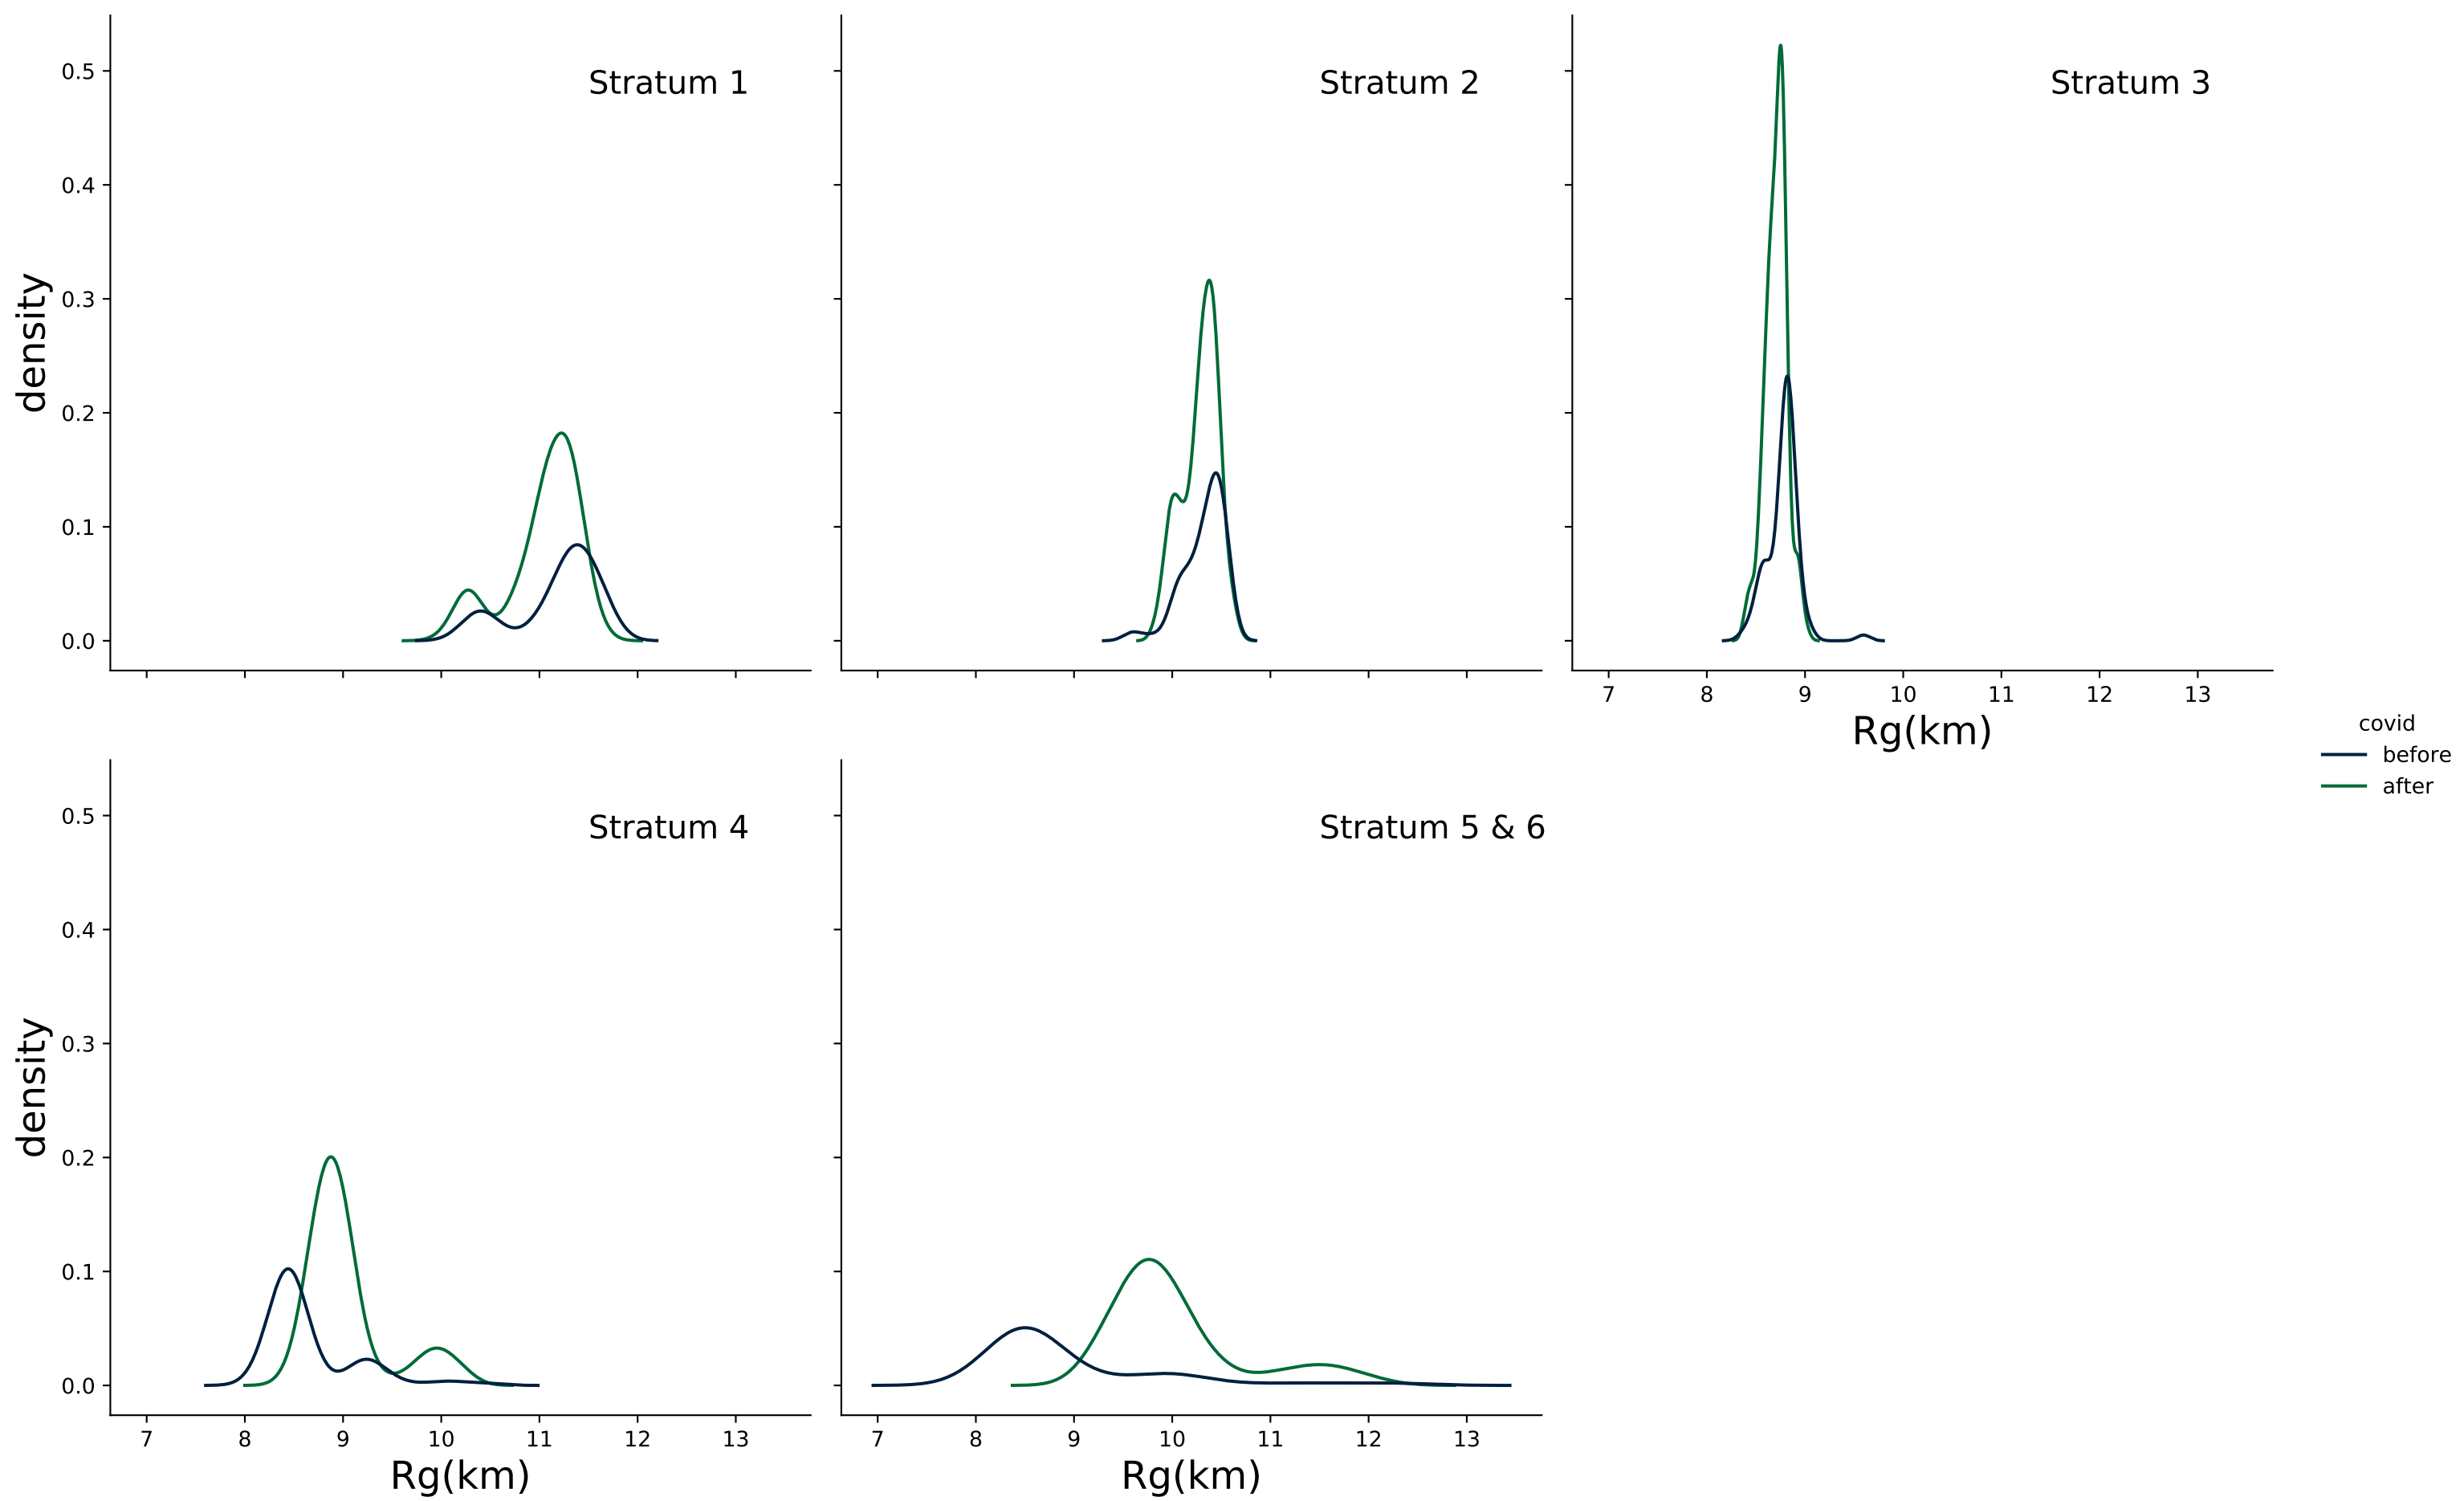 Stratum 1
Stratum 2
Stratum 3
density
0.5
0.4
0.3
0.2
0.1
0.0
7 8 9 10 11 12 13
Rg(km)
covid
before
after
Stratum 4
Stratum 5 & 6
density
0.5
0.4
0.3
0.2
0.1
0.0
7 8 9 10 11 12 13
Rg(km)
7 8 9 10 11 12 13
Rg(km)